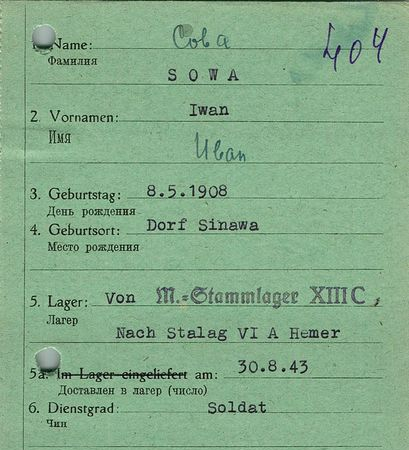 1. Name: Сова
404
Фамилия
SOWA
2. Vornamen: Iwan
Имя
Иван
3. Geburtstag: 8.5.1908
День рождения
4. Geburtsort: Dorf Sinawa
Место рождения
5. Lager: Von M.=Stammlager XIII C,
Лагер
Nach Stalag VI A Hemer
5a. Im Lager eingeliefert am: 30.8.43
Доставлен в лагер (число)
6. Dienstgrad: Soldat
Чин